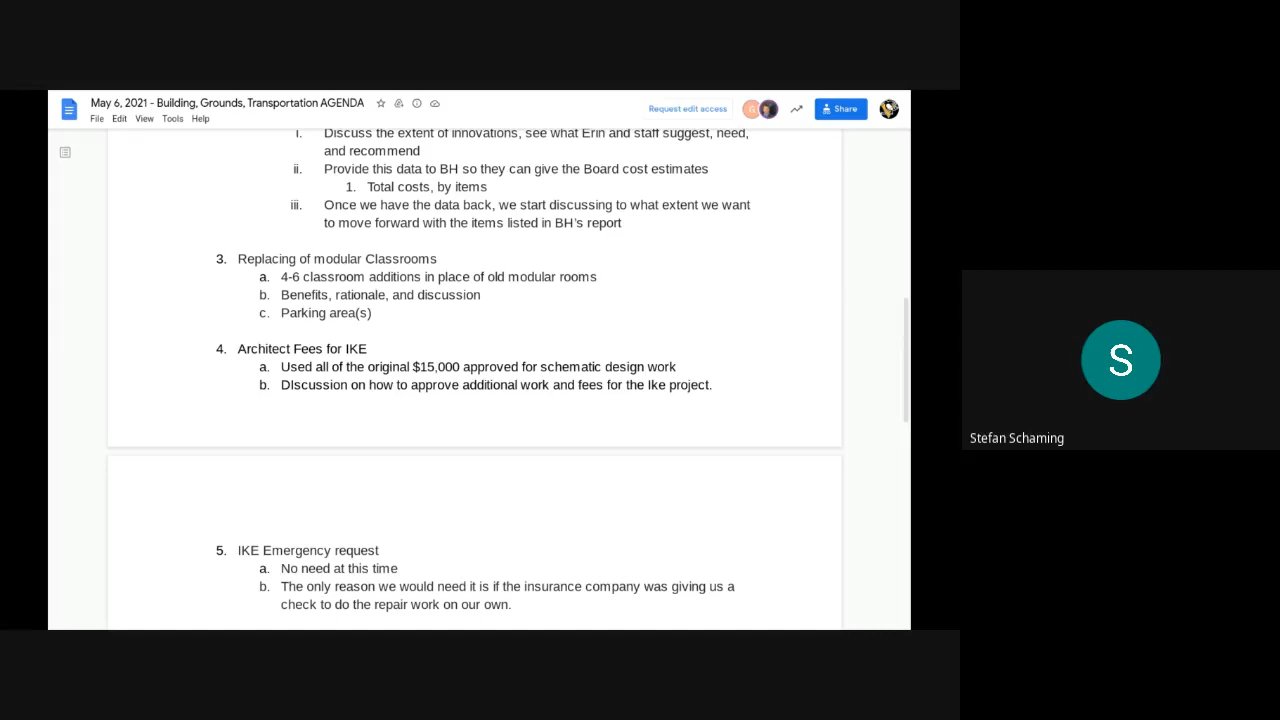 May 6, 2021 - Building, Grounds, Transportation AGENDA
File Edit View Tools Help
Request edit access
G
Share
i. Discuss the extent of innovations, see what Erin and staff suggest, need,
and recommend
ii. Provide this data to BH so they can give the Board cost estimates
1. Total costs, by items
iii. Once we have the data back, we start discussing to what extent we want
to move forward with the items listed in BH's report
3. Replacing of modular Classrooms
a. 4-6 classroom additions in place of old modular rooms
b. Benefits, rationale, and discussion
c. Parking area(s)
4. Architect Fees for IKE
a. Used all of the original $15,000 approved for schematic design work
b. DIscussion on how to approve additional work and fees for the Ike project.
5. IKE Emergency request
a. No need at this time
b. The only reason we would need it is if the insurance company was giving us a
check to do the repair work on our own.
S
Stefan Schaming